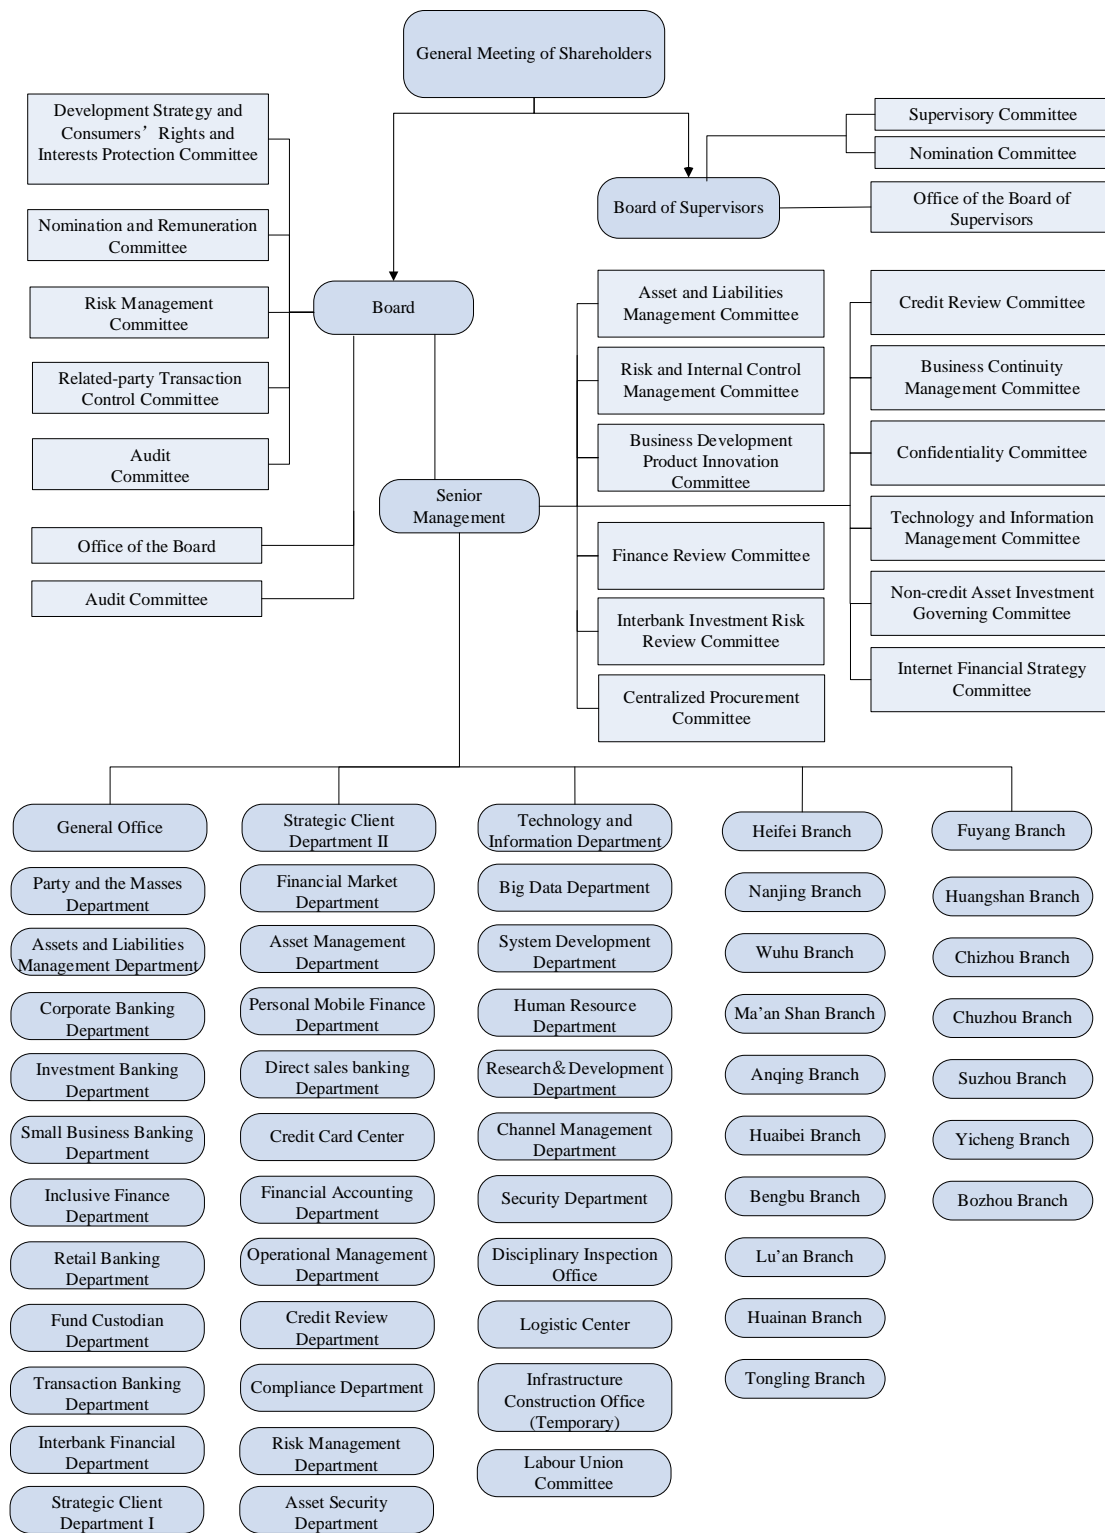 General Meeting of Shareholders
Development Strategy and
Consumers’ Rights and
Interests Protection Committee
Nomination and Remuneration
Committee
Risk Management
Committee
Related-party Transaction
Control Committee
Audit
Committee
Office of the Board
Audit Committee
Board
Board of Supervisors
Supervisory Committee
Nomination Committee
Office of the Board of
Supervisors
Senior
Management
Asset and Liabilities
Management Committee
Risk and Internal Control
Management Committee
Business Development
Product Innovation
Committee
Finance Review Committee
Interbank Investment Risk
Review Committee
Centralized Procurement
Committee
Credit Review Committee
Business Continuity
Management Committee
Confidentiality Committee
Technology and Information
Management Committee
Non-credit Asset Investment
Governing Committee
Internet Financial Strategy
Committee
General Office
Party and the Masses
Department
Assets and Liabilities
Management Department
Corporate Banking
Department
Investment Banking
Department
Small Business Banking
Department
Inclusive Finance
Department
Retail Banking
Department
Fund Custodian
Department
Transaction Banking
Department
Interbank Financial
Department
Strategic Client
Department I
Strategic Client
Department II
Financial Market
Department
Asset Management
Department
Personal Mobile Finance
Department
Direct sales banking
Department
Credit Card Center
Financial Accounting
Department
Operational Management
Department
Credit Review
Department
Compliance Department
Risk Management
Department
Asset Security
Department
Technology and
Information Department
Big Data Department
System Development
Department
Human Resource
Department
Research&Development
Department
Channel Management
Department
Security Department
Disciplinary Inspection
Office
Logistic Center
Infrastructure
Construction Office
(Temporary)
Labour Union
Committee
Heifei Branch
Nanjing Branch
Wuhu Branch
Ma’an Shan Branch
Anqing Branch
Huaibei Branch
Bengbu Branch
Lu’an Branch
Huainan Branch
Tongling Branch
Fuyang Branch
Huangshan Branch
Chizhou Branch
Chuzhou Branch
Suzhou Branch
Yicheng Branch
Bozhou Branch